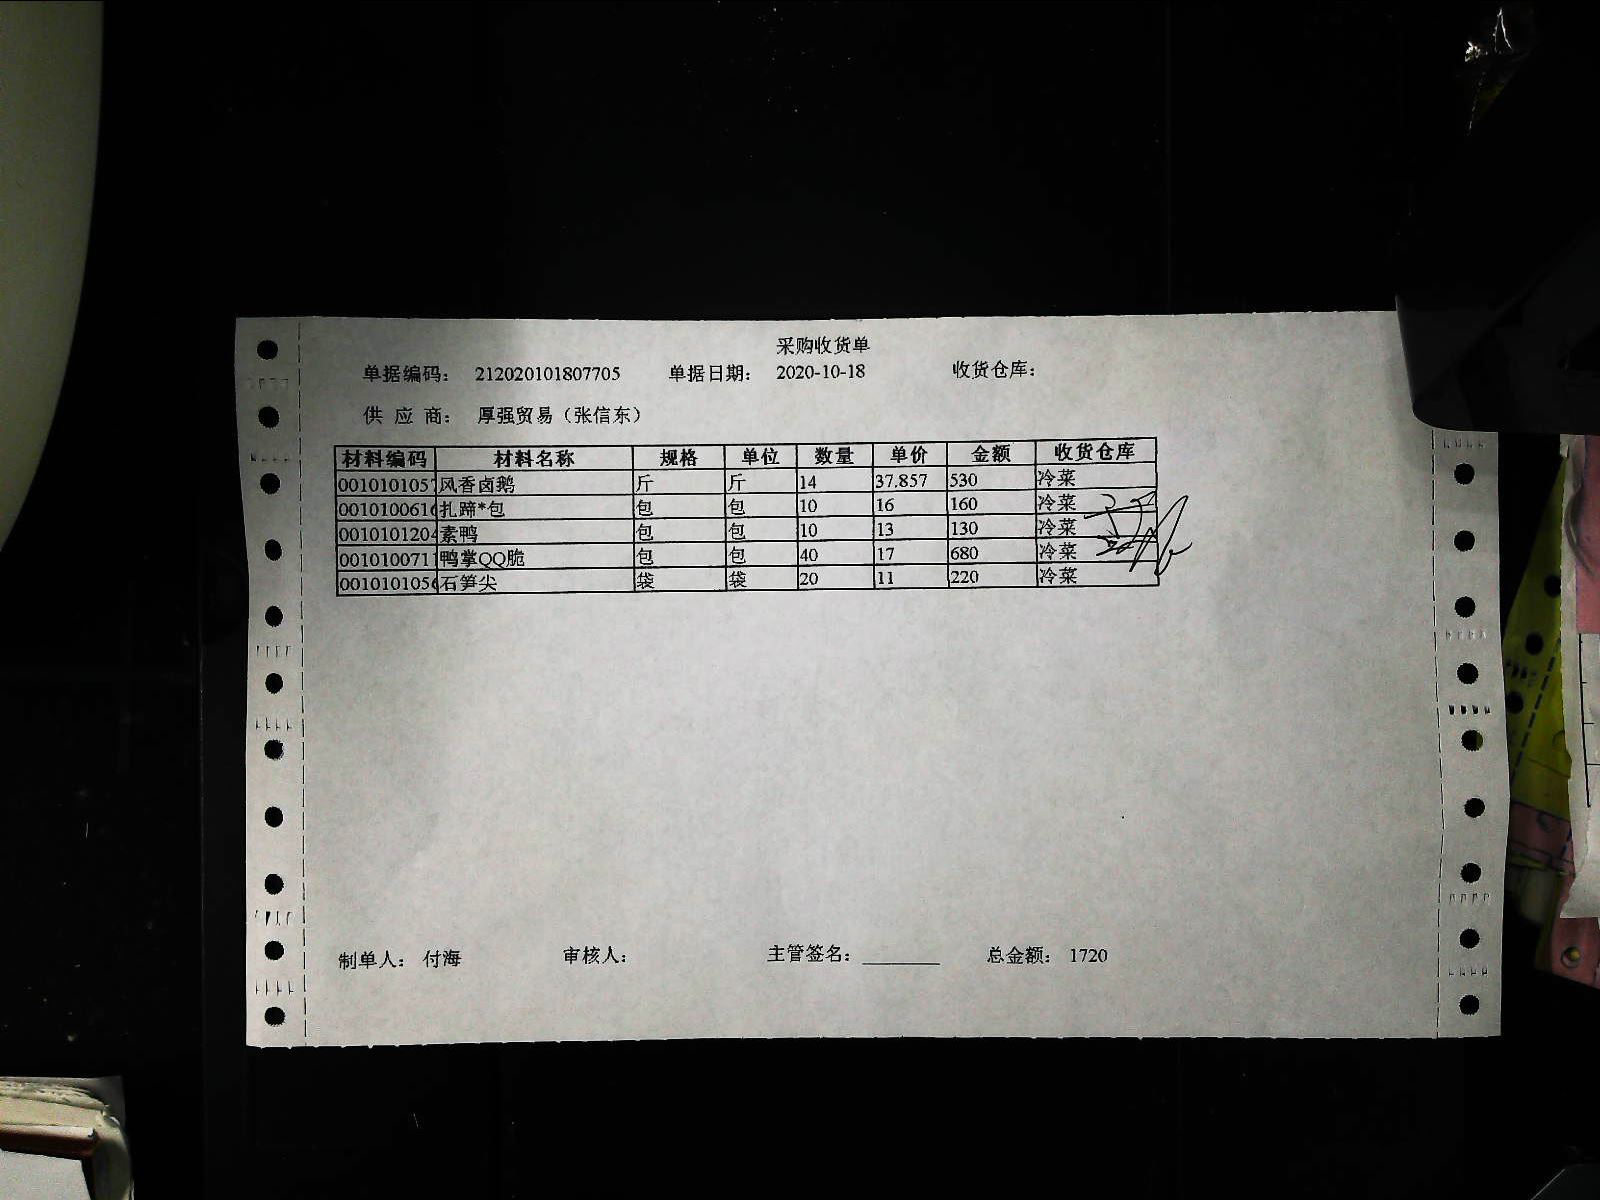 采购收货单
单据编码： 212020101807705 单据日期： 2020-10-18 收货仓库：
供 应 商： 厚强贸易（张信东）
材料编码 材料名称 规格 单位 数量 单价 金额 收货仓库
0010101057 风香卤鹅 斤 斤 14 37.857 530 冷菜
001010061 扎蹄*包 包 包 10 16 160 冷菜
001010120 素鸭 包 包 10 13 130 冷菜
001010071 鸭掌QQ脆 包 包 40 17 680 冷菜
001010105 石笋尖 袋 袋 20 11 220 冷菜
制单人： 付海 审核人： 主管签名： 总金额： 1720